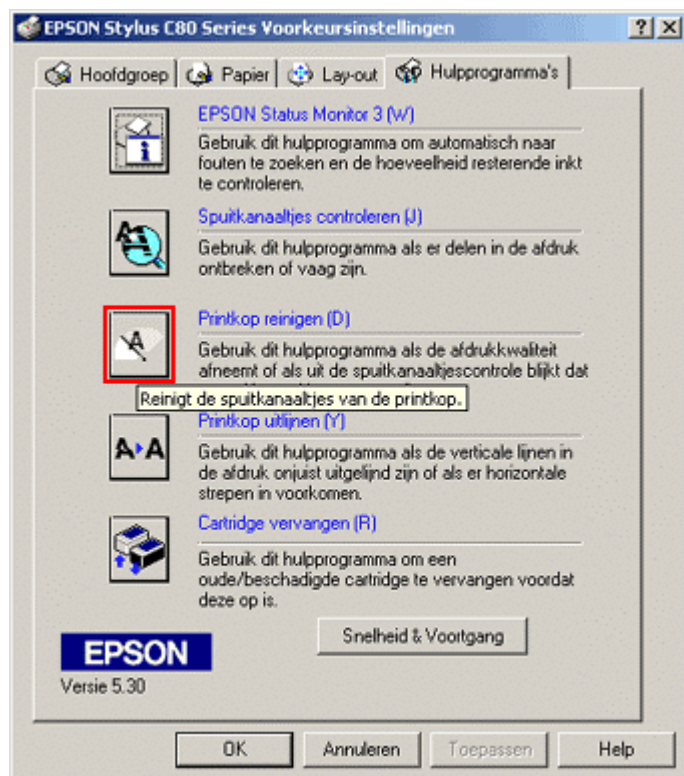 EPSON Stylus C80 Series Voorkeursinstellingen
Hoofdgroep Papier Lay-out Hulpprogramma's
EPSON Status Monitor 3 (W)
Gebruik dit hulpprogramma om automatisch naar
fouten te zoeken en de hoeveelheid resterende inkt
te controleren.
Spuitkanaaltjes controleren (J)
Gebruik dit hulpprogramma als er delen in de afdruk
ontbreken of vaag zijn.
Printkop reinigen (D)
Gebruik dit hulpprogramma als de afdrukkwaliteit
afneemt of als uit de spuitkanaaltjescontrole blijkt dat
Reinigt de spuitkanaaltjes van de printkop.
Printkop uitlijnen (Y)
Gebruik dit hulpprogramma als de verticale lijnen in
de afdruk onjuist uitgelijnd zijn of als er horizontale
strepen in voorkomen.
Cartridge vervangen (R)
Gebruik dit hulpprogramma om een
oude/beschadigde cartridge te vervangen voordat
deze op is.
Snelheid & Voortgang
EPSON
Versie 5.30
OK Annuleren Toepassen Help